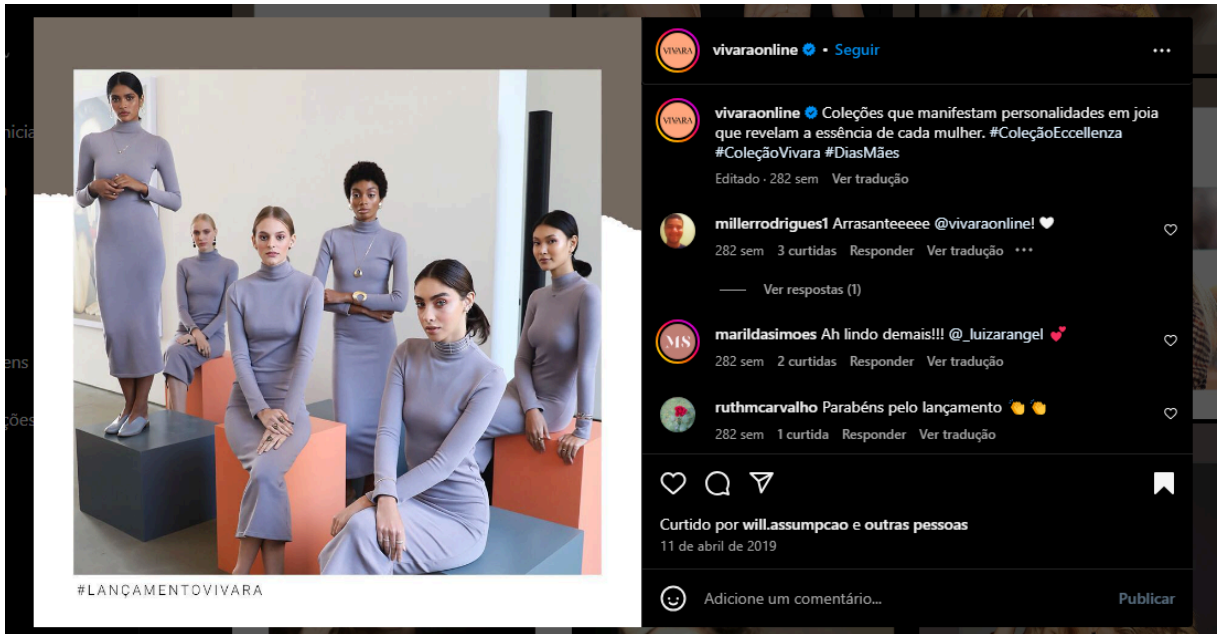 nicia
ens
ções
#LANÇAMENTOVIVARA
VIVARA
vivaraonline • Seguir
VIVARA
vivaraonline Coleções que manifestam personalidades em joia
que revelam a essência de cada mulher. #ColeçãoEccellenza
#ColeçãoVivara #DiasMães
Editado · 282 sem Ver tradução
millerrodrigues1 Arrasanteeeee @vivaraonline! 🤍
282 sem 3 curtidas Responder Ver tradução •••
Ver respostas (1)
MS
marildasimoes Ah lindo demais!!! @_luizarangel 💕
282 sem 2 curtidas Responder Ver tradução
ruthmcarvalho Parabéns pelo lançamento 👏 👏
282 sem 1 curtida Responder Ver tradução
Curtido por will.assumpcao e outras pessoas
11 de abril de 2019
Adicione um comentário... Publicar